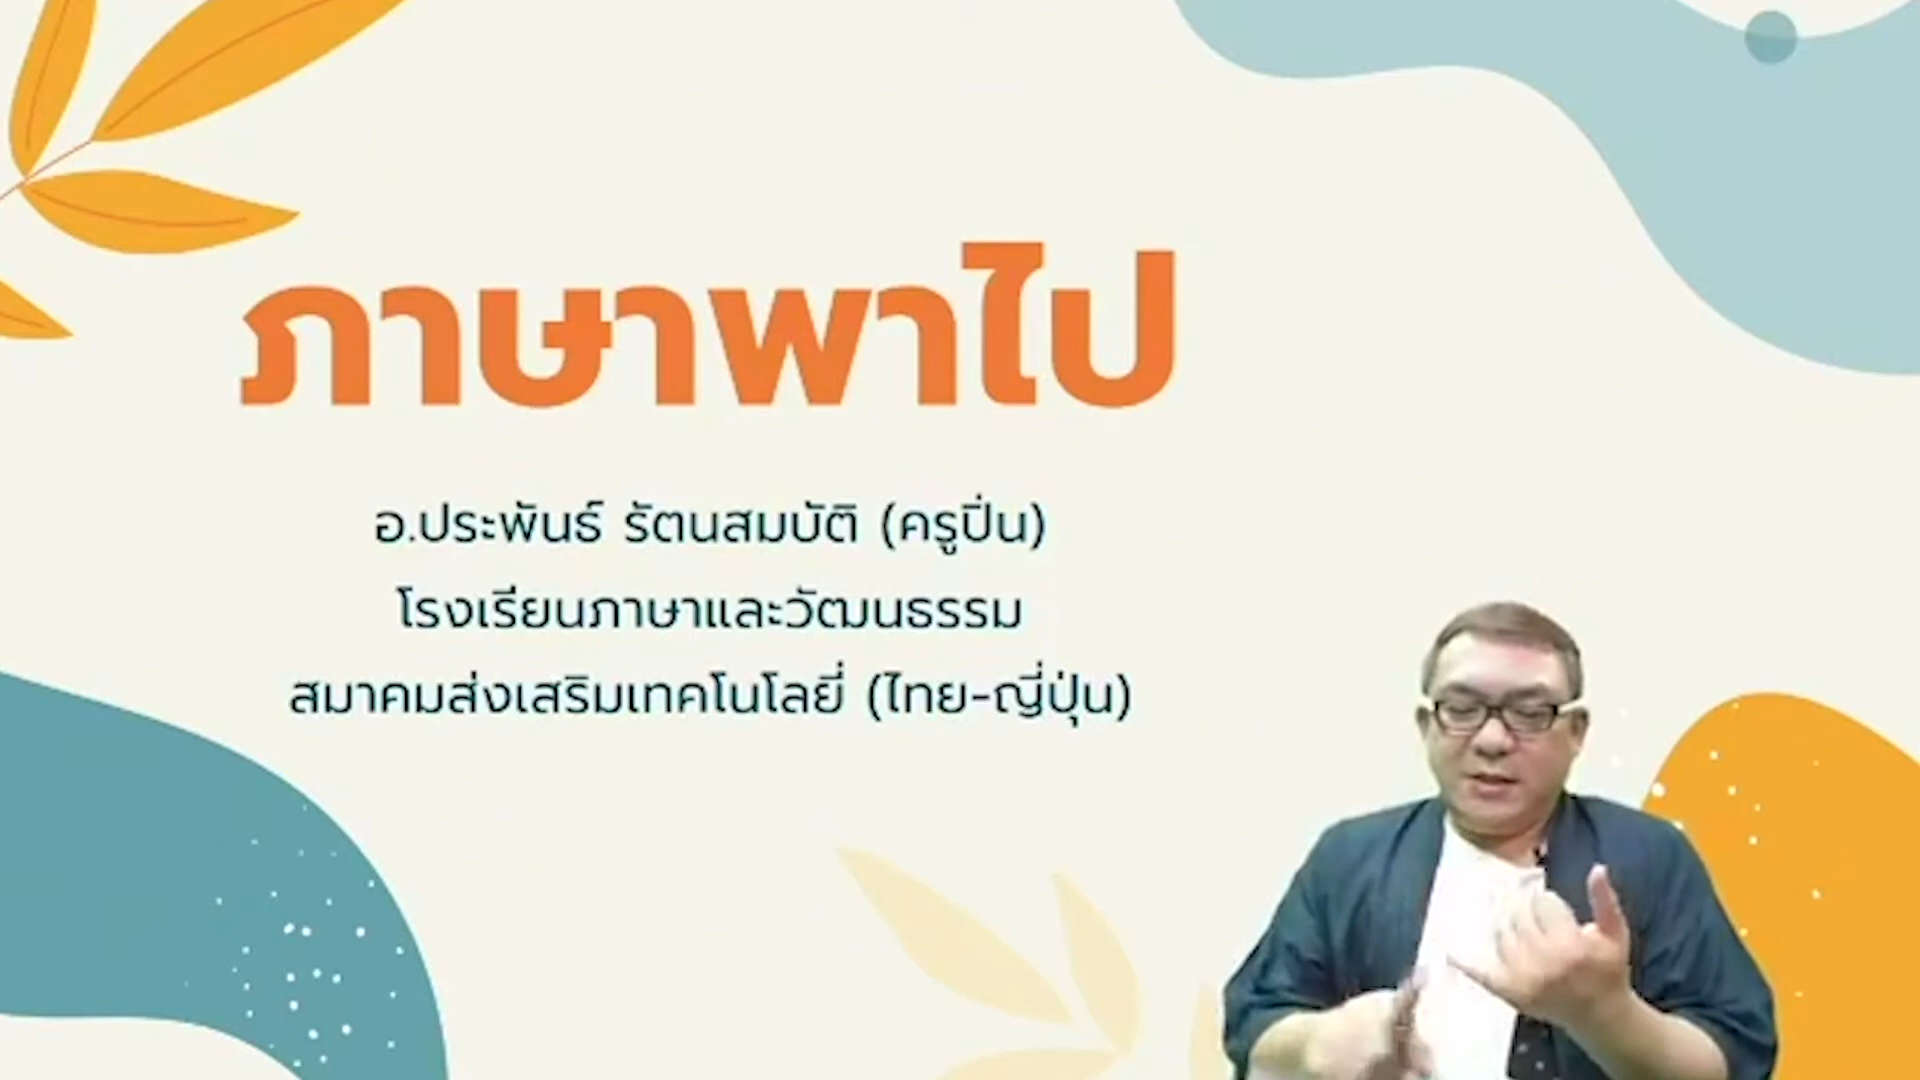 ภาษาพาไป
อ.ประพันธ์ รัตนสมบัติ (ครูปิ่น)
โรงเรียนภาษาและวัฒนธรรม
สมาคมส่งเสริมเทคโนโลยี่ (ไทย-ญี่ปุ่น)